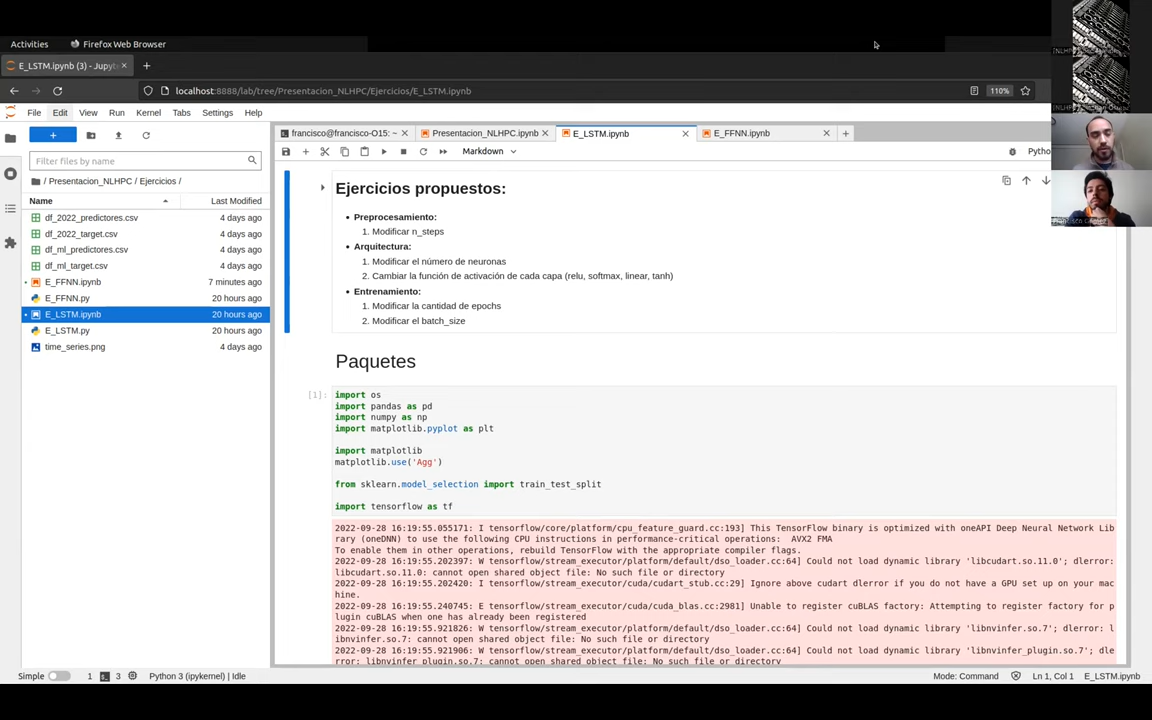 Activities
Firefox Web Browser
E_LSTM.ipynb (3) - Jupyt
localhost:8888/lab/tree/Presentacion_NLHPC/Ejercicios/E_LSTM.ipynb
110%
File Edit View Run Kernel Tabs Settings Help
francisco@francisco-O15: ~
Presentacion_NLHPC.ipynb
E_LSTM.ipynb
E_FFNN.ipynb
Markdown
Python
Filter files by name
/ Presentacion_NLHPC / Ejercicios /
Name Last Modified
df_2022_predictores.csv 4 days ago
df_2022_target.csv 4 days ago
df_ml_predictores.csv 4 days ago
df_ml_target.csv 4 days ago
E_FFNN.ipynb 7 minutes ago
E_FFNN.py 20 hours ago
E_LSTM.ipynb 20 hours ago
E_LSTM.py 20 hours ago
time_series.png 4 days ago
Ejercicios propuestos:
• Preprocesamiento:
1. Modificar n_steps
• Arquitectura:
1. Modificar el número de neuronas
2. Cambiar la función de activación de cada capa (relu, softmax, linear, tanh)
• Entrenamiento:
1. Modificar la cantidad de epochs
2. Modificar el batch_size
Paquetes
[1]:
import os
import pandas as pd
import numpy as np
import matplotlib.pyplot as plt
import matplotlib
matplotlib.use('Agg')
from sklearn.model_selection import train_test_split
import tensorflow as tf
2022-09-28 16:19:55.055171: I tensorflow/core/platform/cpu_feature_guard.cc:193] This TensorFlow binary is optimized with oneAPI Deep Neural Network Lib
rary (oneDNN) to use the following CPU instructions in performance-critical operations:  AVX2 FMA
To enable them in other operations, rebuild TensorFlow with the appropriate compiler flags.
2022-09-28 16:19:55.202397: W tensorflow/stream_executor/platform/default/dso_loader.cc:64] Could not load dynamic library 'libcudart.so.11.0'; dlerror:
libcudart.so.11.0: cannot open shared object file: No such file or directory
2022-09-28 16:19:55.202420: I tensorflow/stream_executor/cuda/cudart_stub.cc:29] Ignore above cudart dlerror if you do not have a GPU set up on your mac
hine.
2022-09-28 16:19:55.240745: E tensorflow/stream_executor/cuda/cuda_blas.cc:2981] Unable to register cuBLAS factory: Attempting to register factory for p
lugin cuBLAS when one has already been registered
2022-09-28 16:19:55.921826: W tensorflow/stream_executor/platform/default/dso_loader.cc:64] Could not load dynamic library 'libnvinfer.so.7'; dlerror: l
ibnvinfer.so.7: cannot open shared object file: No such file or directory
2022-09-28 16:19:55.921906: W tensorflow/stream_executor/platform/default/dso_loader.cc:64] Could not load dynamic library 'libnvinfer_plugin.so.7'; dle
rror: libnvinfer_plugin.so.7: cannot open shared object file: No such file or directory
Simple
1
3
Python 3 (ipykernel) | Idle
Mode: Command
Ln 1, Col 1
E_LSTM.ipynb